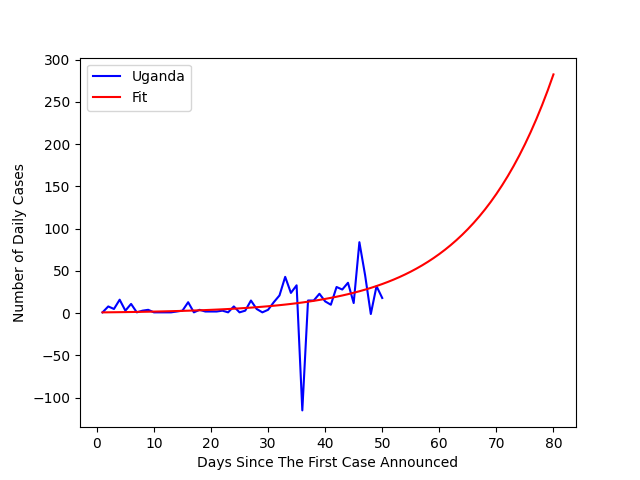 Uganda
Fit
300
250
200
150
100
50
0
−50
−100
Number of Daily Cases
0 10 20 30 40 50 60 70 80
Days Since The First Case Announced